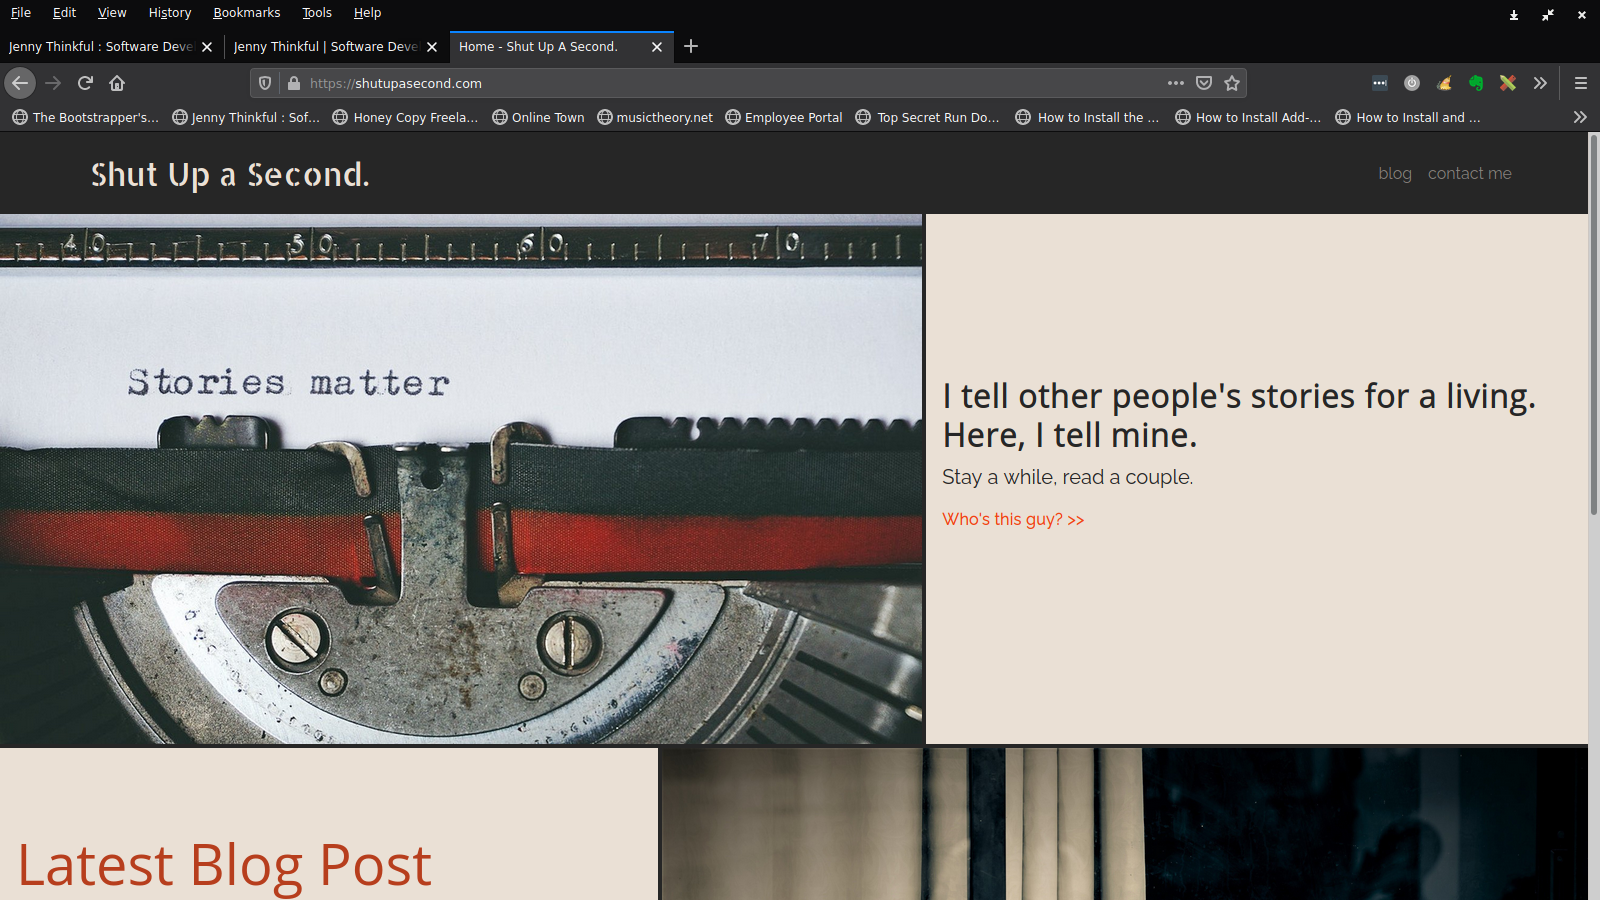 File Edit View History Bookmarks Tools Help
Jenny Thinkful : Software Deve
Jenny Thinkful | Software Deve
Home - Shut Up A Second.
https://shutupasecond.com
The Bootstrapper's... Jenny Thinkful : Sof... Honey Copy Freela... Online Town musictheory.net Employee Portal Top Secret Run Do... How to Install the ... How to Install Add-... How to Install and ...
Shut Up a Second.
blog contact me
40 50 60 70
Stories matter
I tell other people's stories for a living.
Here, I tell mine.
Stay a while, read a couple.
Who's this guy? >>
Latest Blog Post